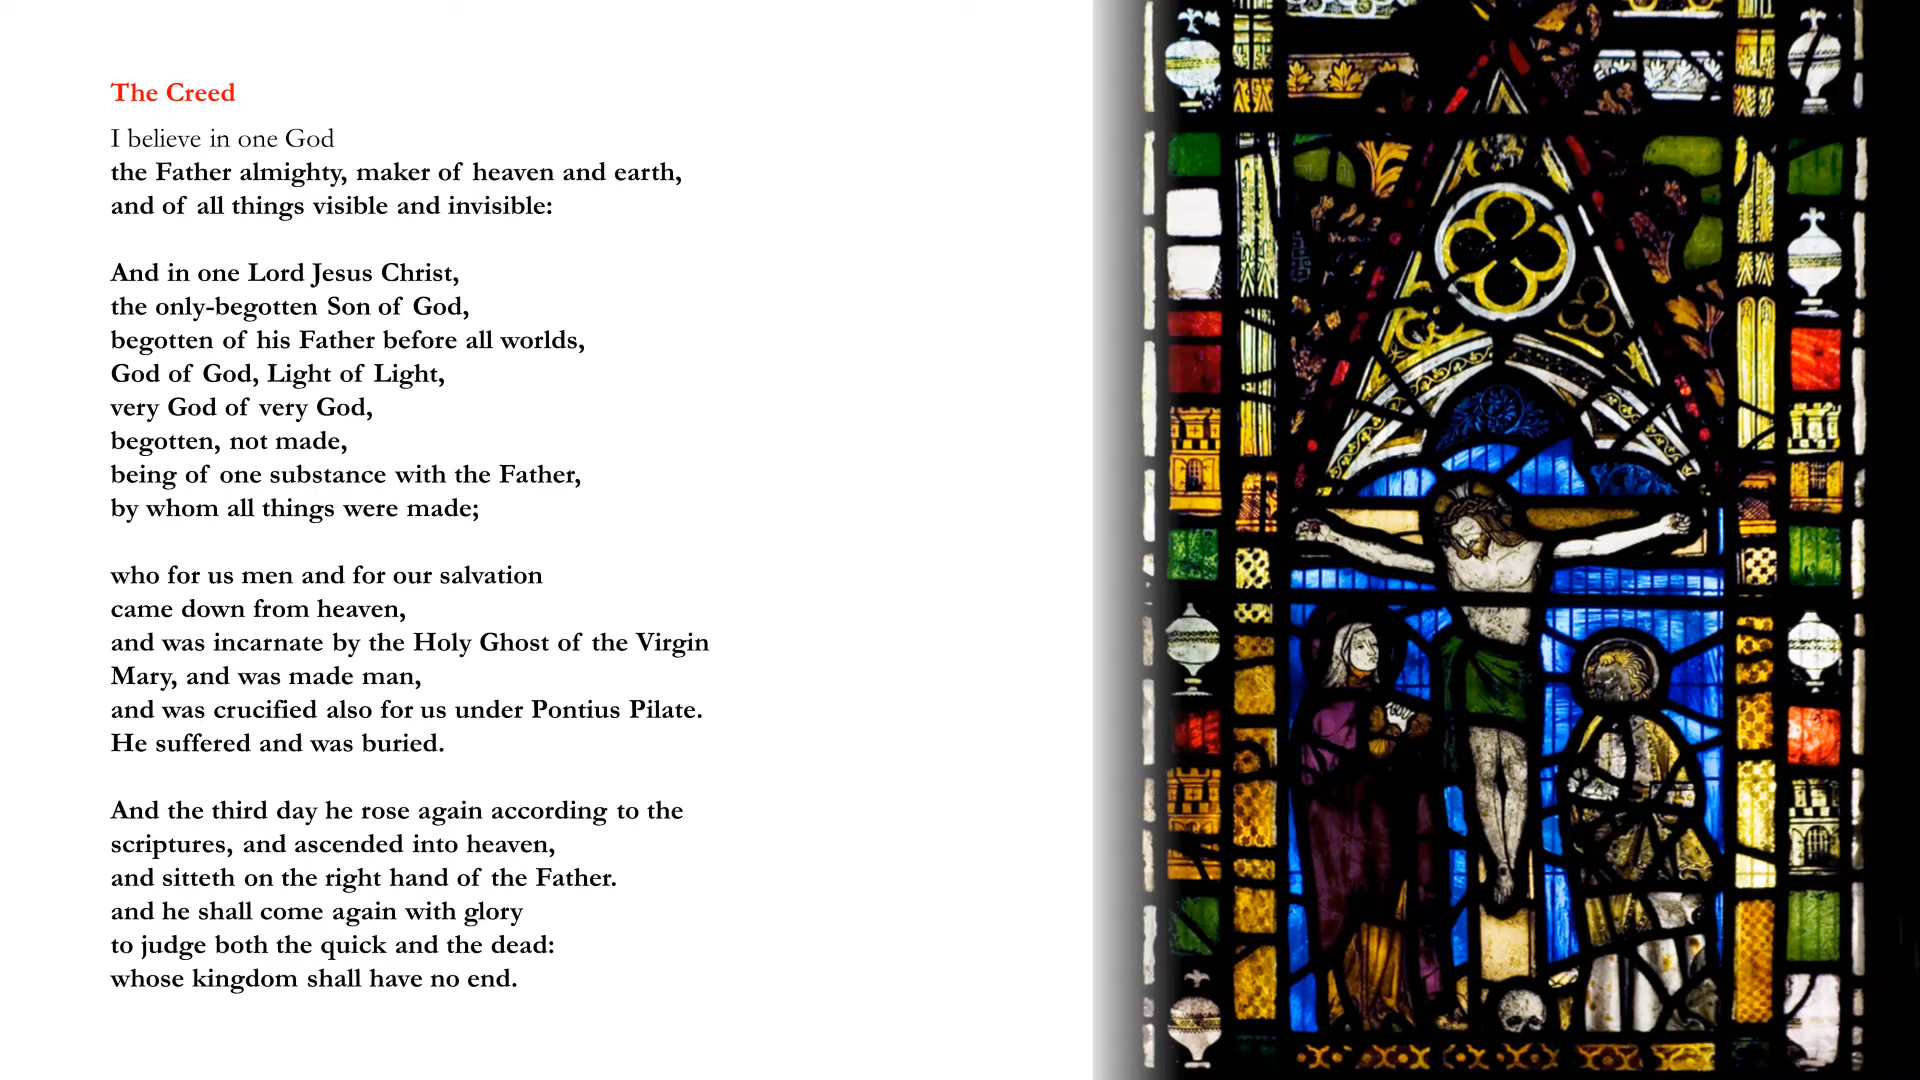 The Creed
I believe in one God
the Father almighty, maker of heaven and earth,
and of all things visible and invisible:
And in one Lord Jesus Christ,
the only-begotten Son of God,
begotten of his Father before all worlds,
God of God, Light of Light,
very God of very God,
begotten, not made,
being of one substance with the Father,
by whom all things were made;
who for us men and for our salvation
came down from heaven,
and was incarnate by the Holy Ghost of the Virgin
Mary, and was made man,
and was crucified also for us under Pontius Pilate.
He suffered and was buried.
And the third day he rose again according to the
scriptures, and ascended into heaven,
and sitteth on the right hand of the Father.
and he shall come again with glory
to judge both the quick and the dead:
whose kingdom shall have no end.